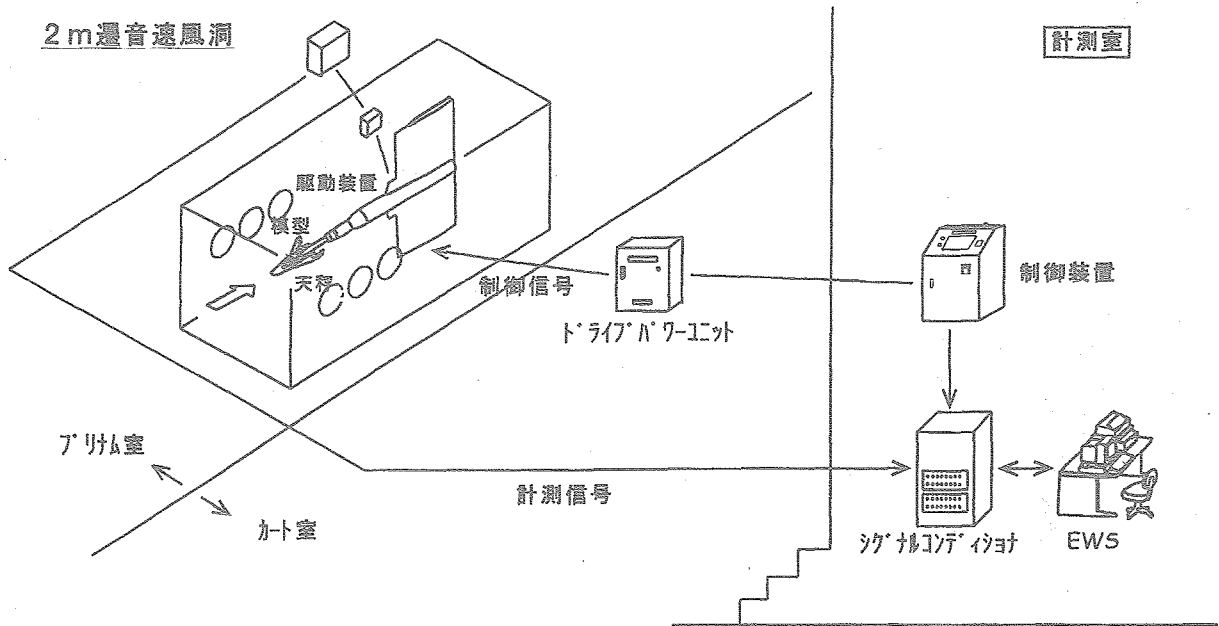 2m遷音速風洞
計測室
駆動装置
模型
天秤
制御信号
ドライブパワーユニット
制御装置
プリナム室
カート室
計測信号
シグナルコンディショナ
EWS